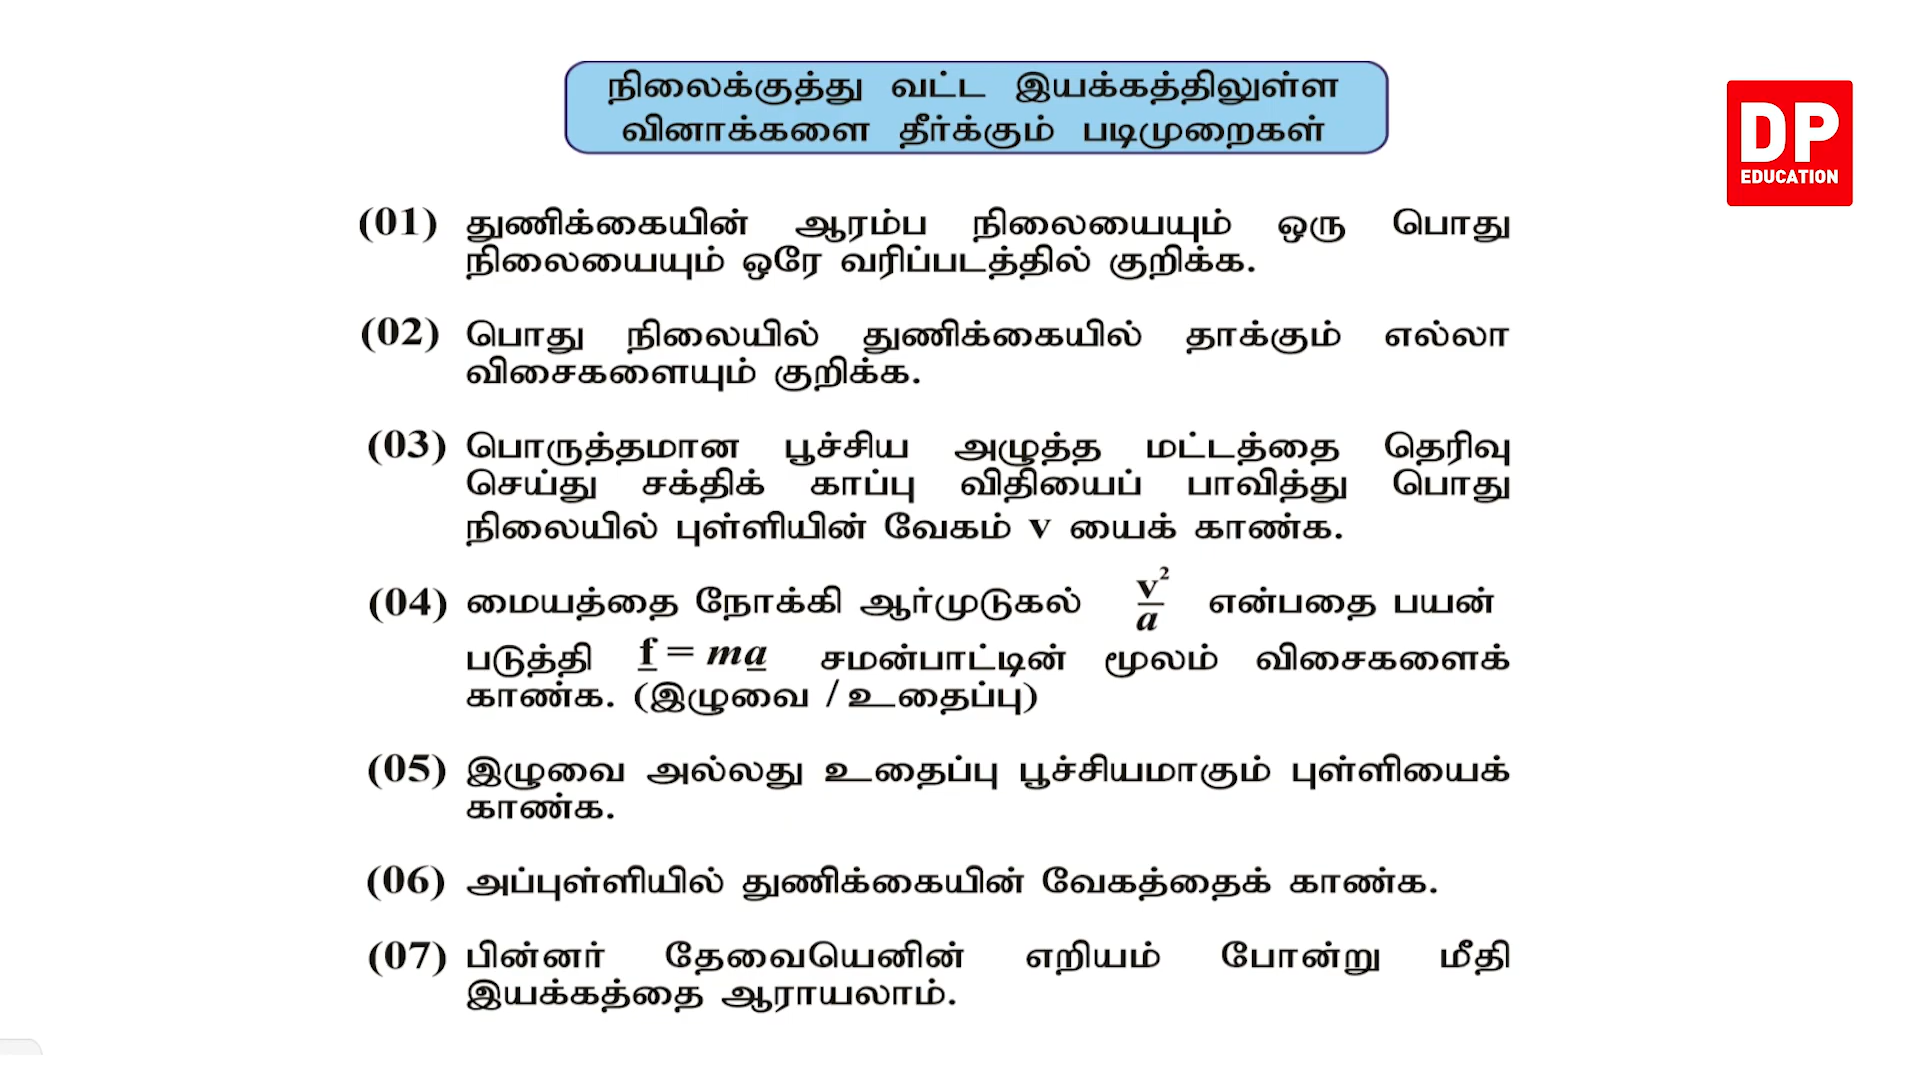 நிலைக்குத்து வட்ட இயக்கத்திலுள்ள
வினாக்களை தீர்க்கும் படிமுறைகள்
DP
EDUCATION
(01) துணிக்கையின் ஆரம்ப நிலையையும் ஒரு பொது
நிலையையும் ஒரே வரிப்படத்தில் குறிக்க.
(02) பொது நிலையில் துணிக்கையில் தாக்கும் எல்லா
விசைகளையும் குறிக்க.
(03) பொருத்தமான பூச்சிய அழுத்த மட்டத்தை தெரிவு
செய்து சக்திக் காப்பு விதியைப் பாவித்து பொது
நிலையில் புள்ளியின் வேகம் v யைக் காண்க.
(04) மையத்தை நோக்கி ஆர்முடுகல் v²/a என்பதை பயன்
படுத்தி f = ma சமன்பாட்டின் மூலம் விசைகளைக்
காண்க. (இழுவை / உதைப்பு)
(05) இழுவை அல்லது உதைப்பு பூச்சியமாகும் புள்ளியைக்
காண்க.
(06) அப்புள்ளியில் துணிக்கையின் வேகத்தைக் காண்க.
(07) பின்னர் தேவையெனின் எறியம் போன்று மீதி
இயக்கத்தை ஆராயலாம்.